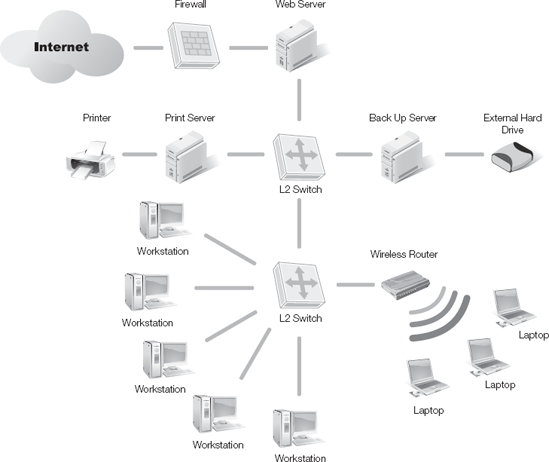 Firewall
Web Server
Internet
Printer
Print Server
Back Up Server
External Hard
Drive
L2 Switch
Workstation
Wireless Router
Workstation
L2 Switch
Laptop
Workstation
Laptop
Laptop
Workstation
Workstation